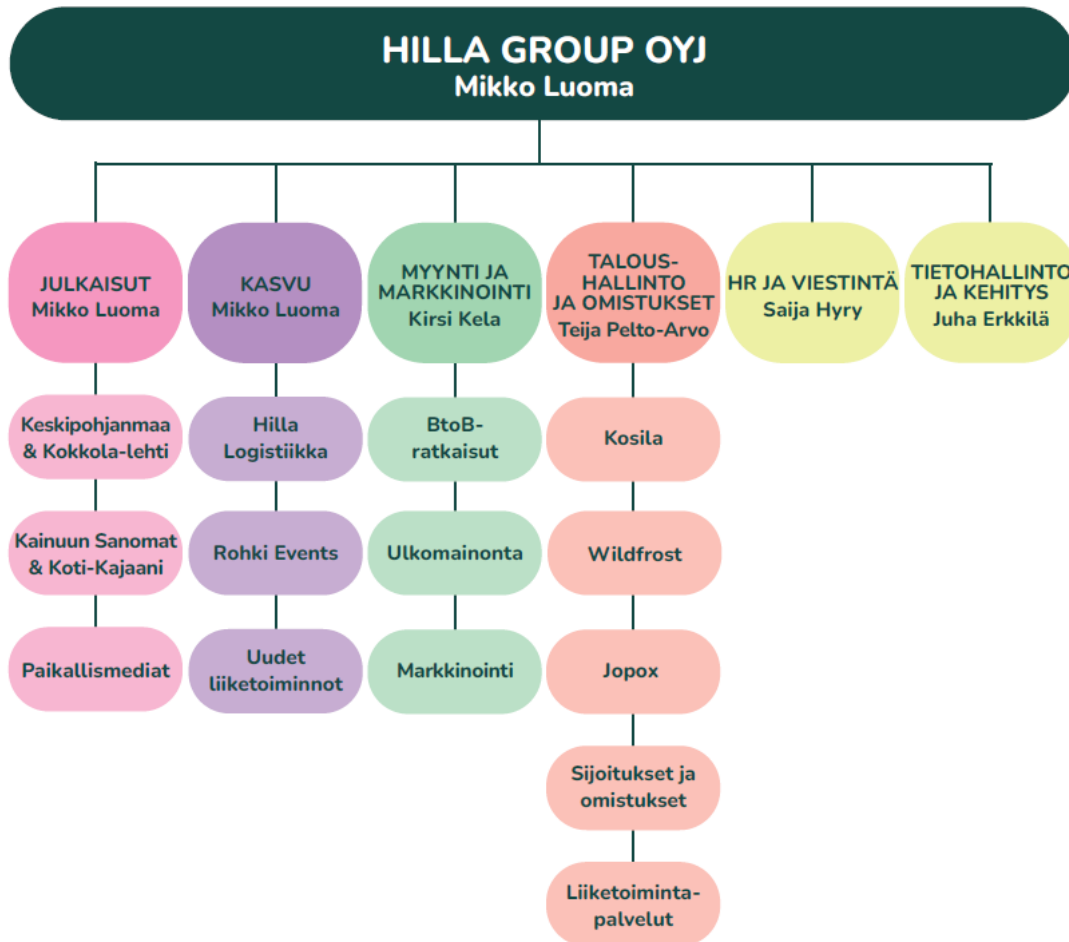 HILLA GROUP OYJ
Mikko Luoma
JULKAISUT
Mikko Luoma
KASVU
Mikko Luoma
MYYNTI JA
MARKKINOINTI
Kirsi Kela
TALOUS-
HALLINTO
JA OMISTUKSET
Teija Pelto-Arvo
HR JA VIESTINTÄ
Saija Hyry
TIETOHALLINTO
JA KEHITYS
Juha Erkkilä
Keskipohjanmaa
& Kokkola-lehti
Kainuun Sanomat
& Koti-Kajaani
Paikallismediat
Hilla
Logistiikka
Rohki Events
Uudet
liiketoiminnot
BtoB-
ratkaisut
Ulkomainonta
Markkinointi
Kosila
Wildfrost
Jopox
Sijoitukset ja
omistukset
Liiketoiminta-
palvelut